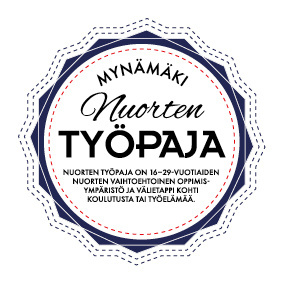 MYNÄMÄKI
Nuorten
TYÖPAJA
NUORTEN TYÖPAJA ON 16–29-VUOTIAIDEN
NUORTEN VAIHTOEHTOINEN OPPIMIS-
YMPÄRISTÖ JA VÄLIETAPPI KOHTI
KOULUTUSTA TAI TYÖELÄMÄÄ.